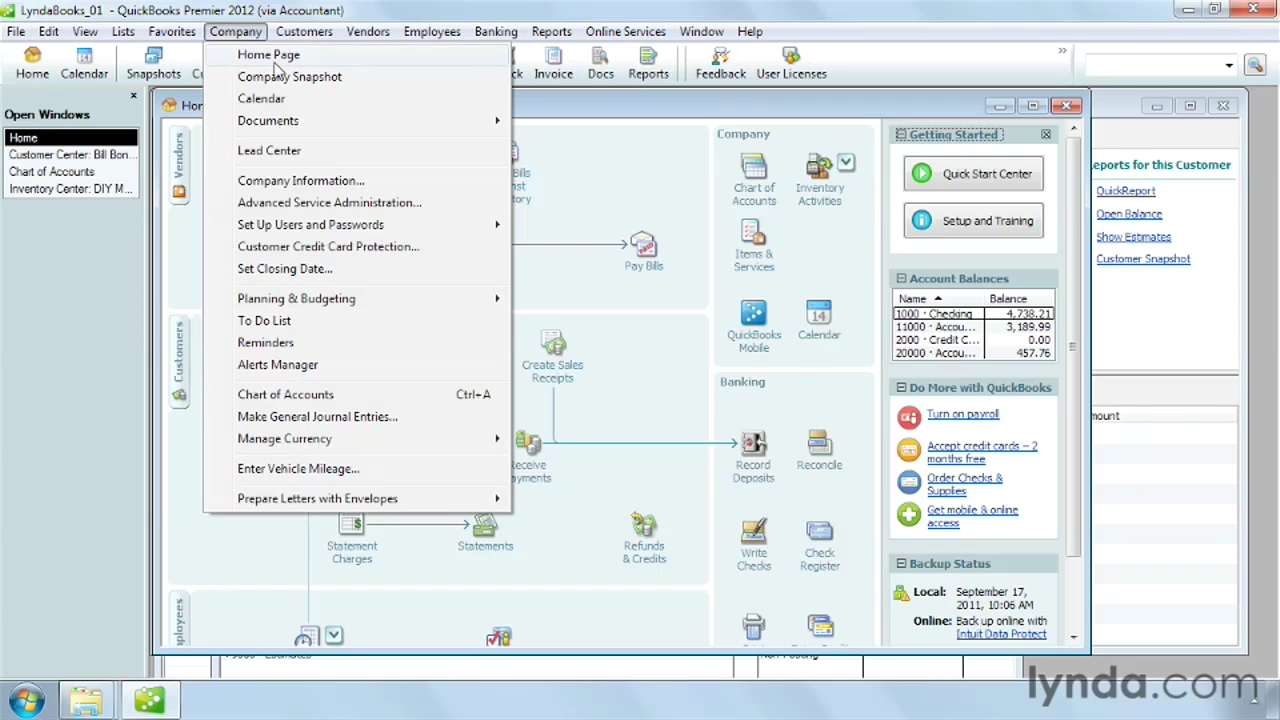 LyndaBooks_01 - QuickBooks Premier 2012 (via Accountant)
File Edit View Lists Favorites Company Customers Vendors Employees Banking Reports Online Services Window Help
Home Calendar Snapshots Invoice Docs Reports Feedback User Licenses
Open Windows
Home
Customer Center: Bill Bon...
Chart of Accounts
Inventory Center: DIY M...
Home Page
Company Snapshot
Calendar
Documents
Lead Center
Company Information...
Advanced Service Administration...
Set Up Users and Passwords
Customer Credit Card Protection...
Set Closing Date...
Planning & Budgeting
To Do List
Reminders
Alerts Manager
Chart of Accounts Ctrl+A
Make General Journal Entries...
Manage Currency
Enter Vehicle Mileage...
Prepare Letters with Envelopes
Vendors
Customers
Bills
Pay Bills
Create Sales
Receipts
Statement
Charges
Statements
Refunds
& Credits
Company
Chart of
Accounts
Inventory
Activities
Items &
Services
QuickBooks
Mobile
Calendar
Banking
Record
Deposits
Reconcile
Write
Checks
Check
Register
Getting Started
Quick Start Center
Setup and Training
Account Balances
Name Balance
1000 · Checking 4,738.21
11000 · Accou... 3,189.99
2000 · Credit C... 0.00
20000 · Accou... 457.76
Do More with QuickBooks
Turn on payroll
Accept credit cards – 2
months free
Order Checks &
Supplies
Get mobile & online
access
Backup Status
Local: September 17,
2011, 10:06 AM
Online: Back up online with
Intuit Data Protect
eports for this Customer
QuickReport
Open Balance
Show Estimates
Customer Snapshot
mount
lynda.com